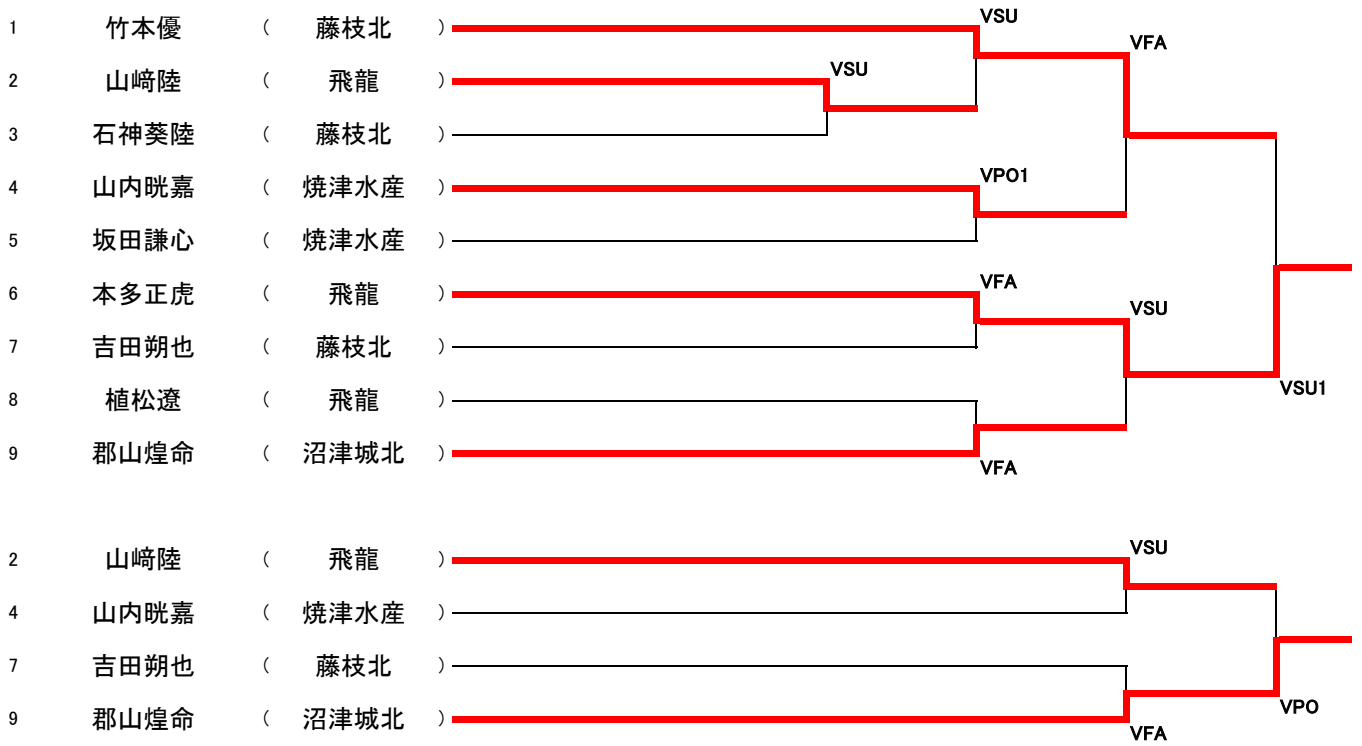 VSU
1 竹本優 ( 藤枝北 )
VFA
VSU
2 山﨑陸 ( 飛龍 )
3 石神葵陸 ( 藤枝北 )
VPO1
4 山内晄嘉 ( 焼津水産 )
5 坂田謙心 ( 焼津水産 )
VFA
6 本多正虎 ( 飛龍 )
VSU
7 吉田朔也 ( 藤枝北 )
VSU1
8 植松遼 ( 飛龍 )
9 郡山煌命 ( 沼津城北 )
VFA
VSU
2 山﨑陸 ( 飛龍 )
4 山内晄嘉 ( 焼津水産 )
7 吉田朔也 ( 藤枝北 )
VPO
9 郡山煌命 ( 沼津城北 )
VFA